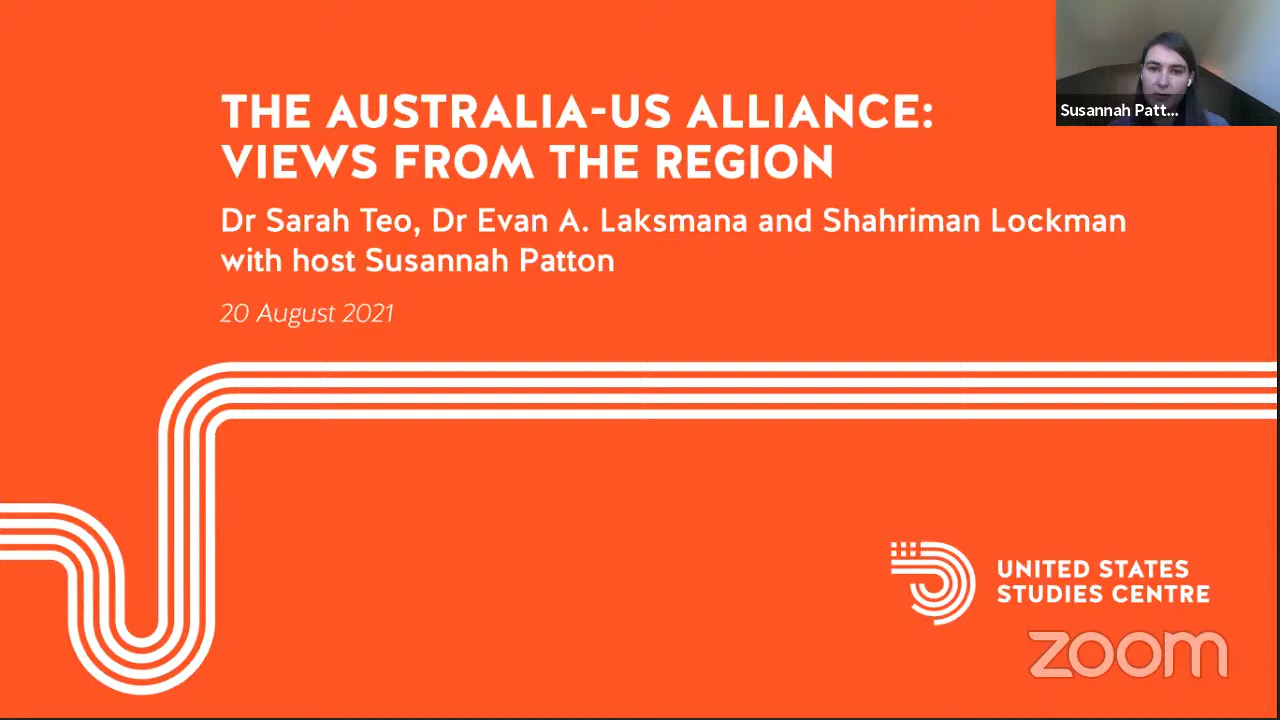 THE AUSTRALIA-US ALLIANCE:
VIEWS FROM THE REGION
Dr Sarah Teo, Dr Evan A. Laksmana and Shahriman Lockman
with host Susannah Patton
20 August 2021
Susannah Patt...
UNITED STATES
STUDIES CENTRE
zoom